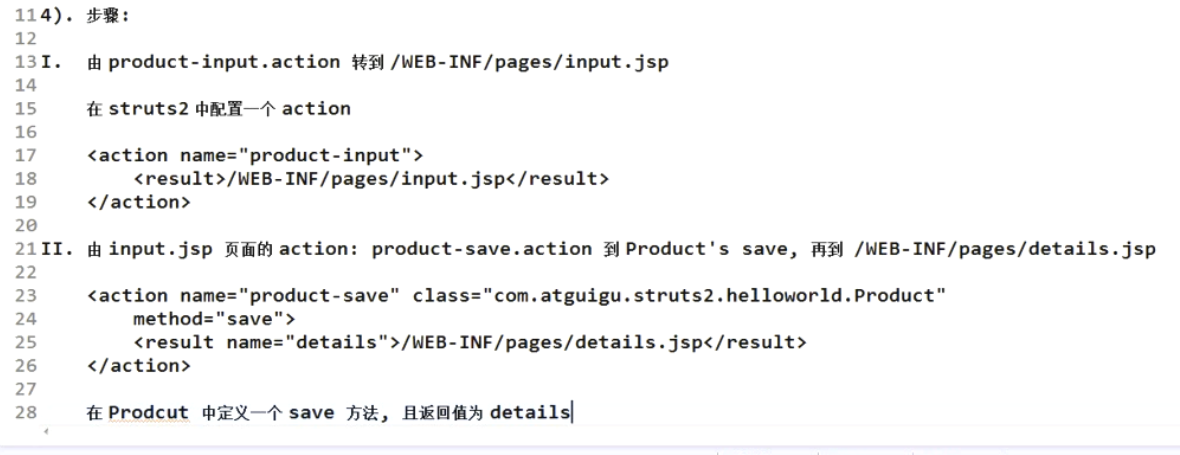 11 4). 步骤:
12
13 I. 由 product-input.action 转到 /WEB-INF/pages/input.jsp
14
15 在 struts2 中配置一个 action
16
17 <action name="product-input">
18 <result>/WEB-INF/pages/input.jsp</result>
19 </action>
20
21 II. 由 input.jsp 页面的 action: product-save.action 到 Product's save, 再到 /WEB-INF/pages/details.jsp
22
23 <action name="product-save" class="com.atguigu.struts2.helloworld.Product"
24 method="save">
25 <result name="details">/WEB-INF/pages/details.jsp</result>
26 </action>
27
28 在 Prodcut 中定义一个 save 方法, 且返回值为 details